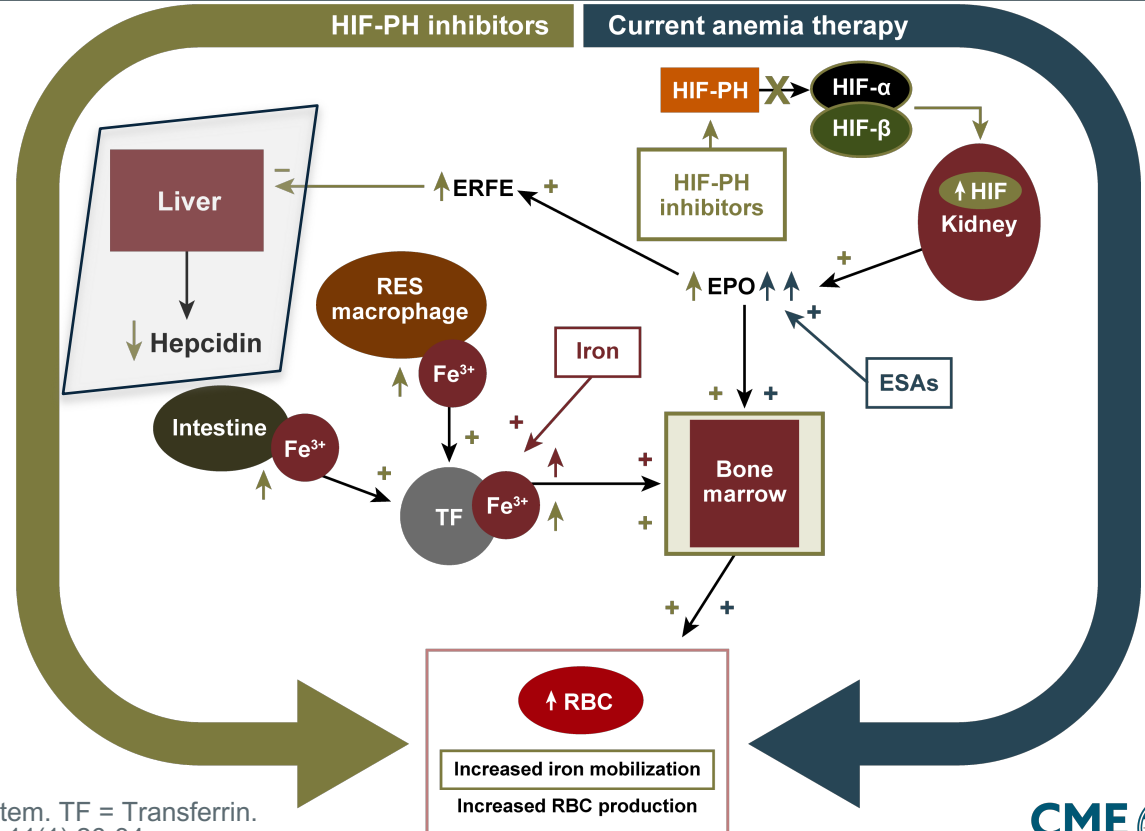 HIF-PH inhibitors
Current anemia therapy
HIF-PH
X
HIF-α
HIF-β
HIF-PH
inhibitors
↑ HIF
Kidney
Liver
−
↑ ERFE +
+
↑ EPO ↑ ↑
+
ESAs
↓ Hepcidin
RES
macrophage
Fe³⁺
↑
+
Iron
+
Intestine
Fe³⁺
↑
+
TF
Fe³⁺
↑
↑
+
+
+ +
Bone
marrow
+ +
↑ RBC
Increased iron mobilization
Increased RBC production
tem. TF = Transferrin.
CME